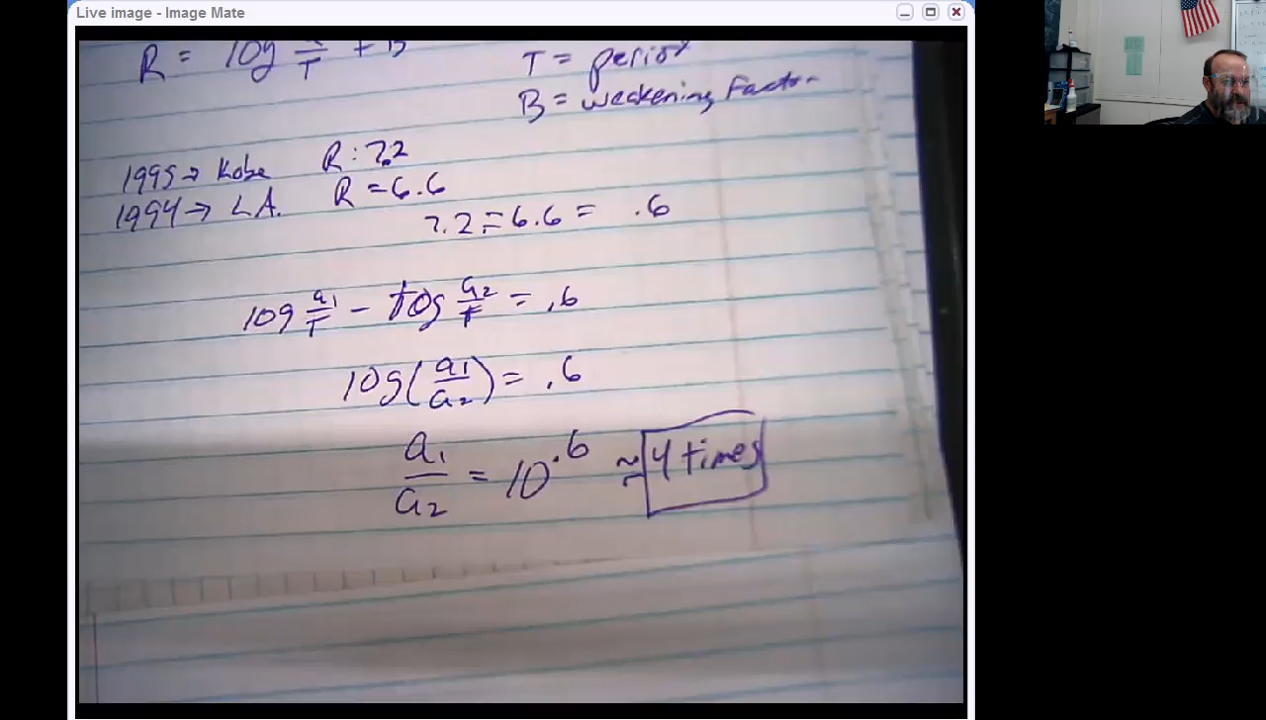 Live image - Image Mate
R = log a/T + B
T = period
B = weakening Factor
1995 → Kobe R: 7.2
1994 → LA. R = 6.6
7.2 - 6.6 = .6
log a1/T - log a2/T = .6
log(a1/a2) = .6
a1/a2 = 10^.6 ≈ 4 times